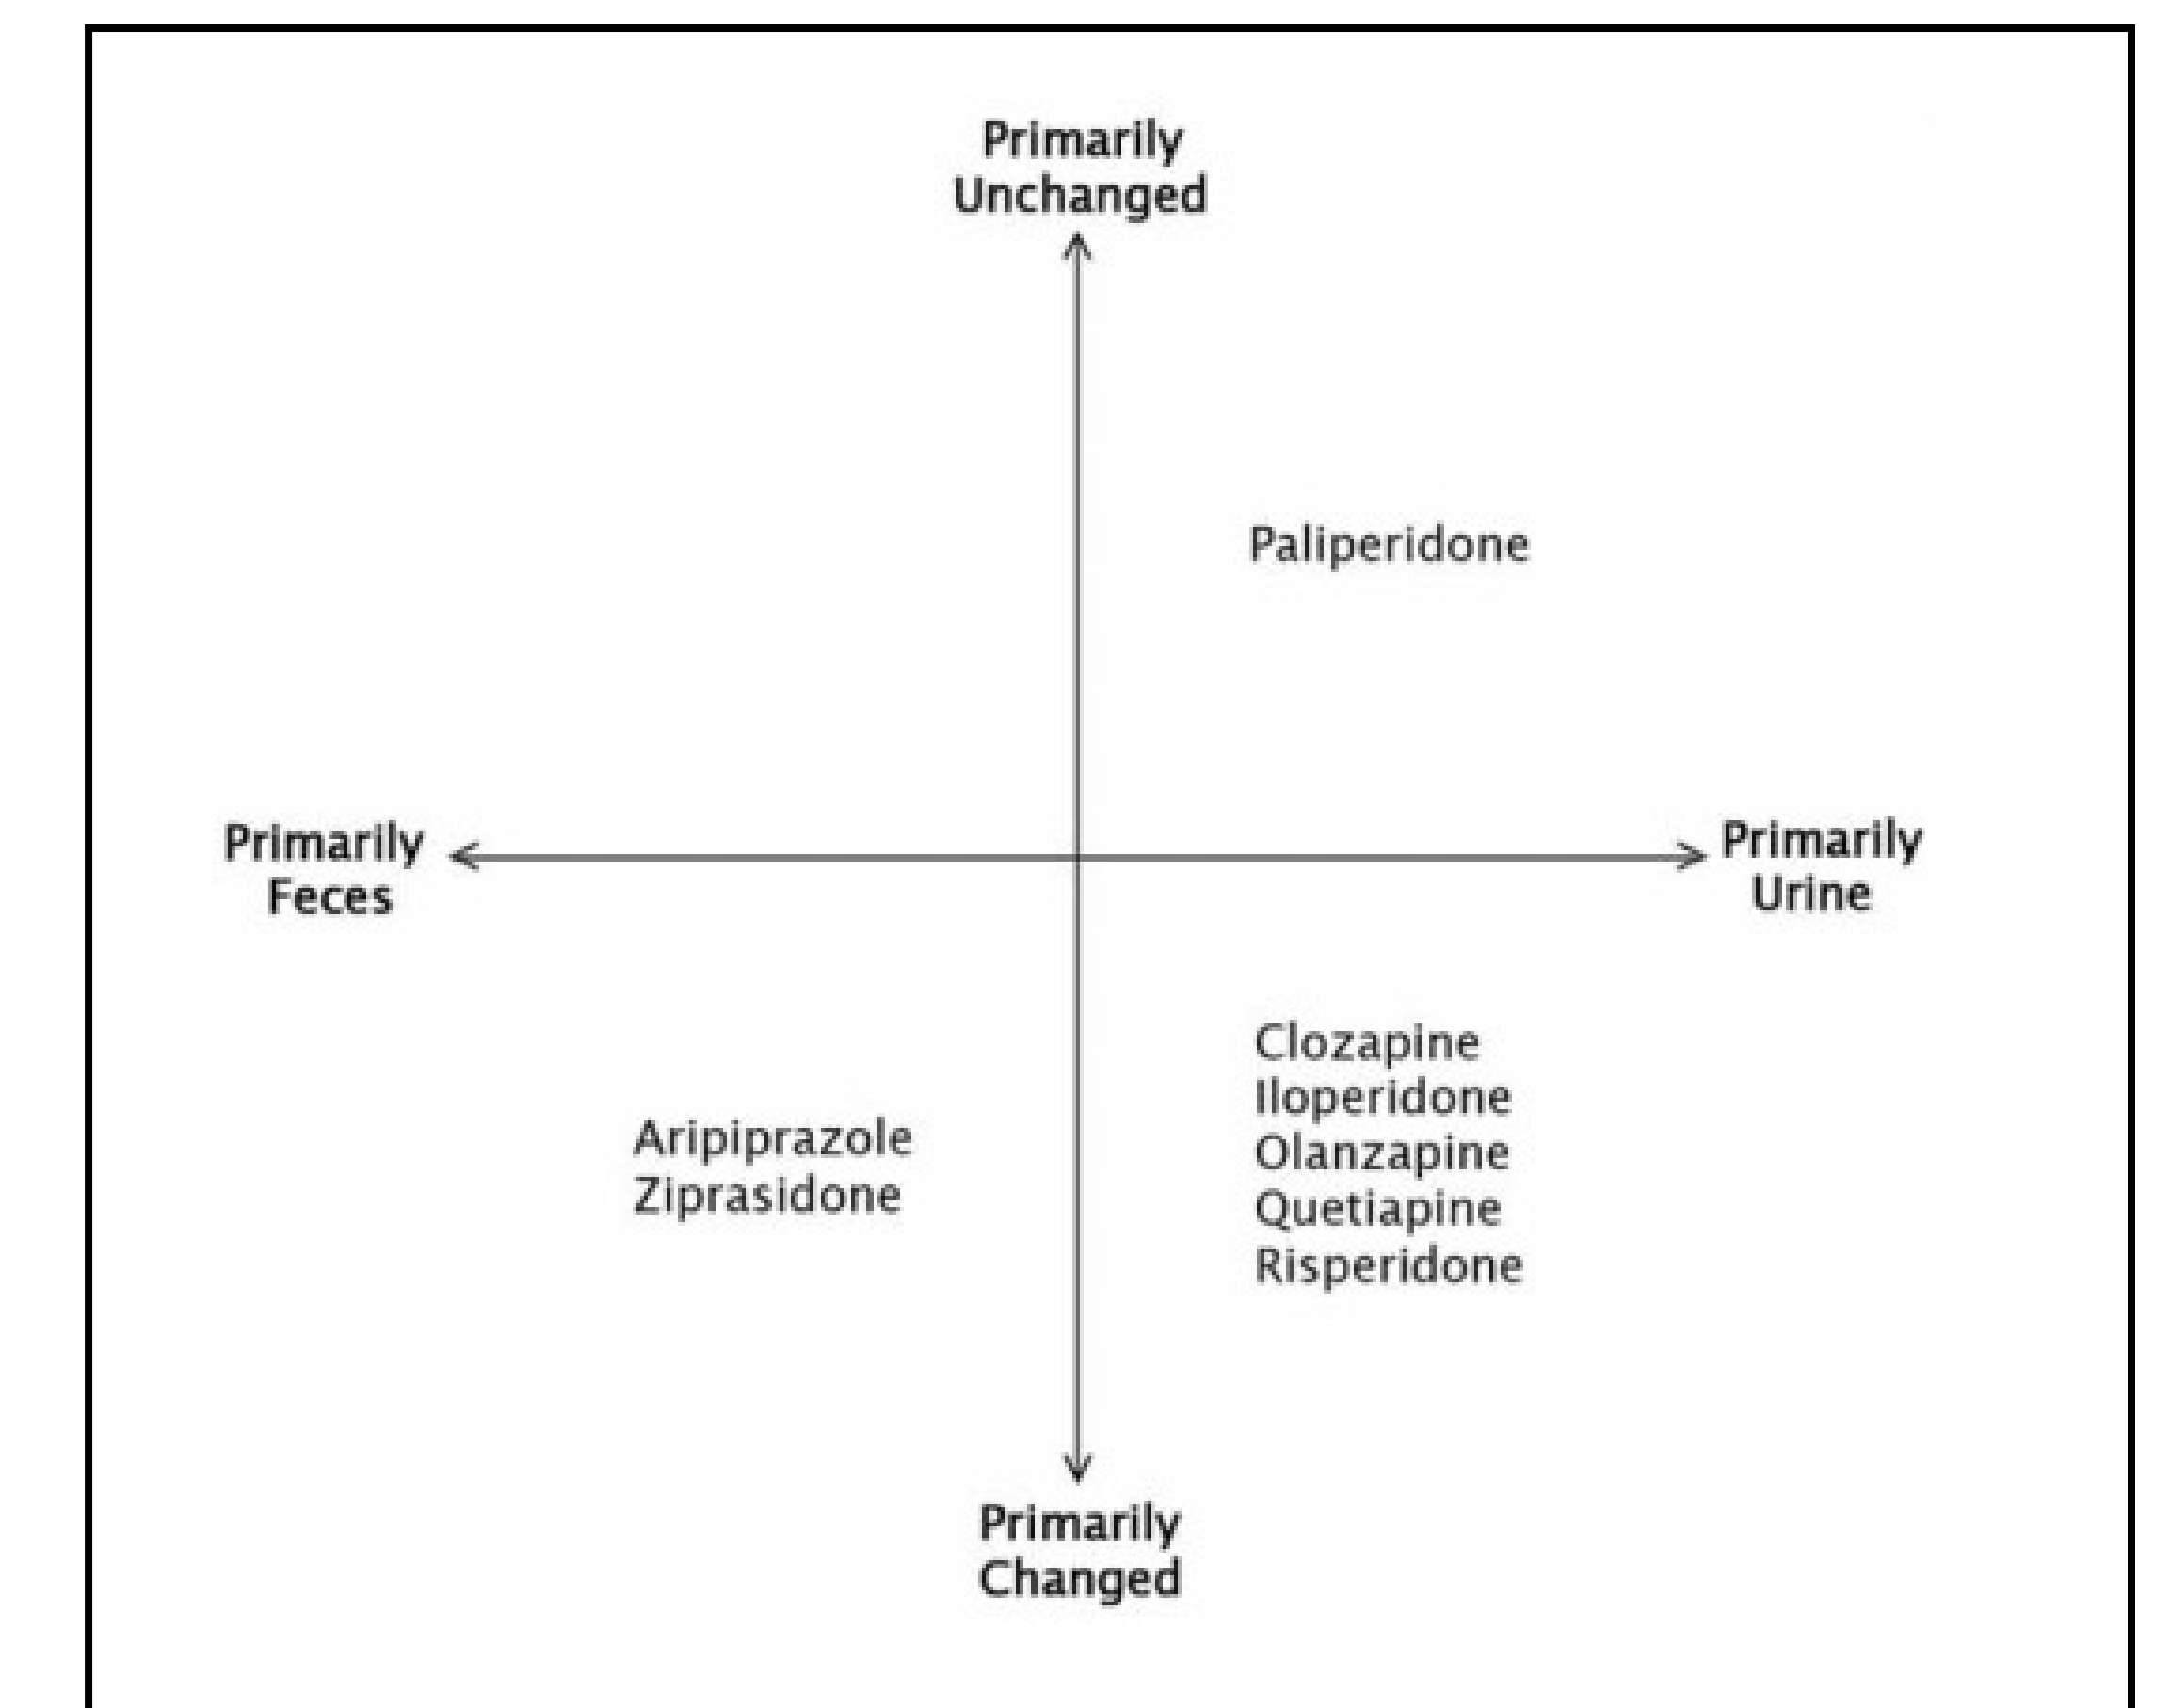 Primarily
Unchanged
Paliperidone
Primarily
Feces
Primarily
Urine
Aripiprazole
Ziprasidone
Clozapine
Iloperidone
Olanzapine
Quetiapine
Risperidone
Primarily
Changed